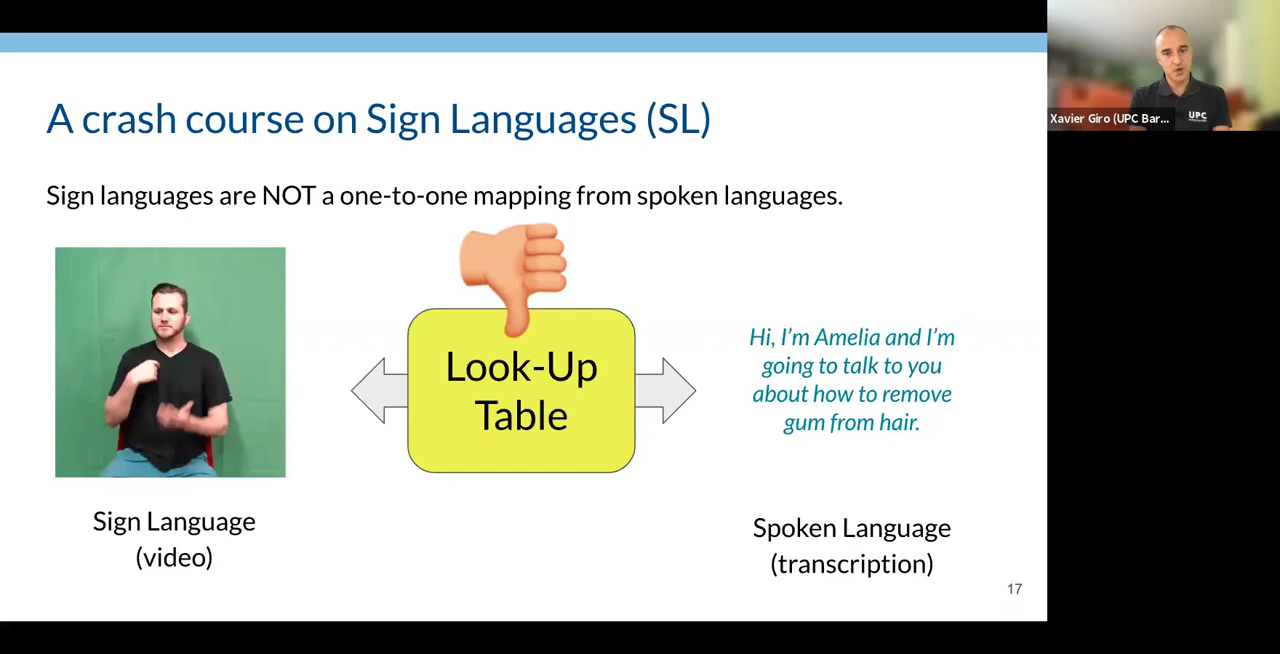 A crash course on Sign Languages (SL)
Sign languages are NOT a one-to-one mapping from spoken languages.
Look-Up
Table
Hi, I'm Amelia and I'm
going to talk to you
about how to remove
gum from hair.
Sign Language
(video)
Spoken Language
(transcription)
17
Xavier Giro (UPC Bar...
UPC